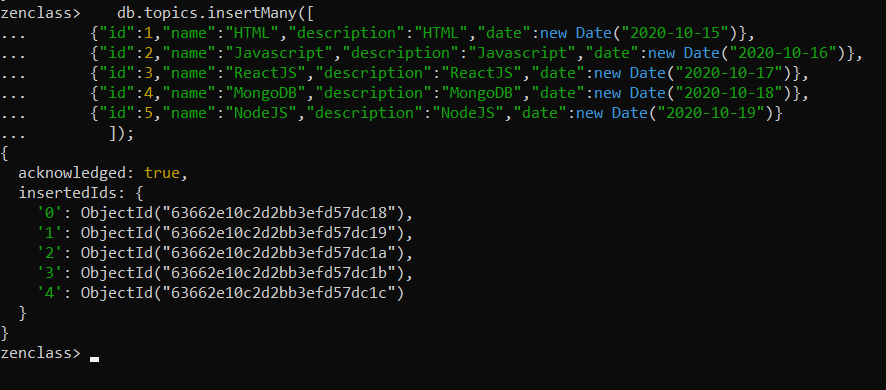 zenclass>    db.topics.insertMany([
...       {"id":1,"name":"HTML","description":"HTML","date":new Date("2020-10-15")},
...       {"id":2,"name":"Javascript","description":"Javascript","date":new Date("2020-10-16")},
...       {"id":3,"name":"ReactJS","description":"ReactJS","date":new Date("2020-10-17")},
...       {"id":4,"name":"MongoDB","description":"MongoDB","date":new Date("2020-10-18")},
...       {"id":5,"name":"NodeJS","description":"NodeJS","date":new Date("2020-10-19")}
...         ]);
{
  acknowledged: true,
  insertedIds: {
    '0': ObjectId("63662e10c2d2bb3efd57dc18"),
    '1': ObjectId("63662e10c2d2bb3efd57dc19"),
    '2': ObjectId("63662e10c2d2bb3efd57dc1a"),
    '3': ObjectId("63662e10c2d2bb3efd57dc1b"),
    '4': ObjectId("63662e10c2d2bb3efd57dc1c")
  }
}
zenclass>